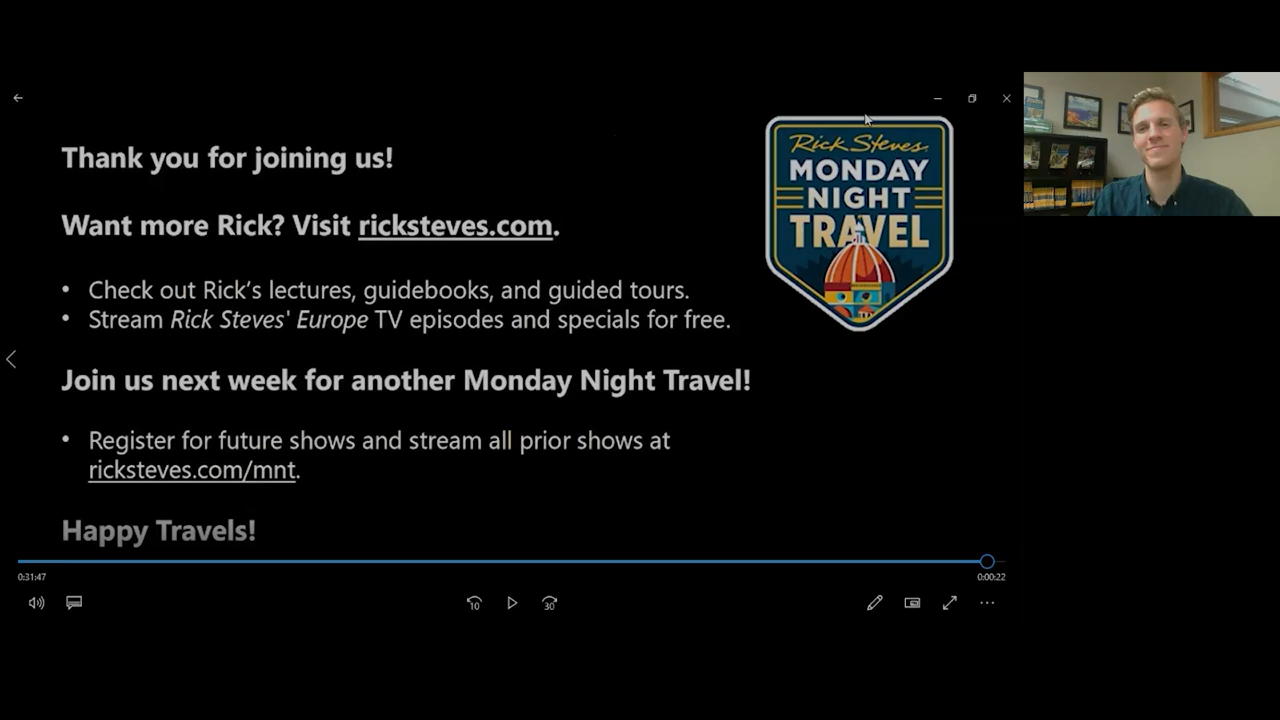 Thank you for joining us!
Rick Steves.
MONDAY
NIGHT
TRAVEL
Want more Rick? Visit ricksteves.com.
• Check out Rick’s lectures, guidebooks, and guided tours.
• Stream Rick Steves' Europe TV episodes and specials for free.
Join us next week for another Monday Night Travel!
• Register for future shows and stream all prior shows at
ricksteves.com/mnt.
Happy Travels!
0:31:47
0:00:22
10
30